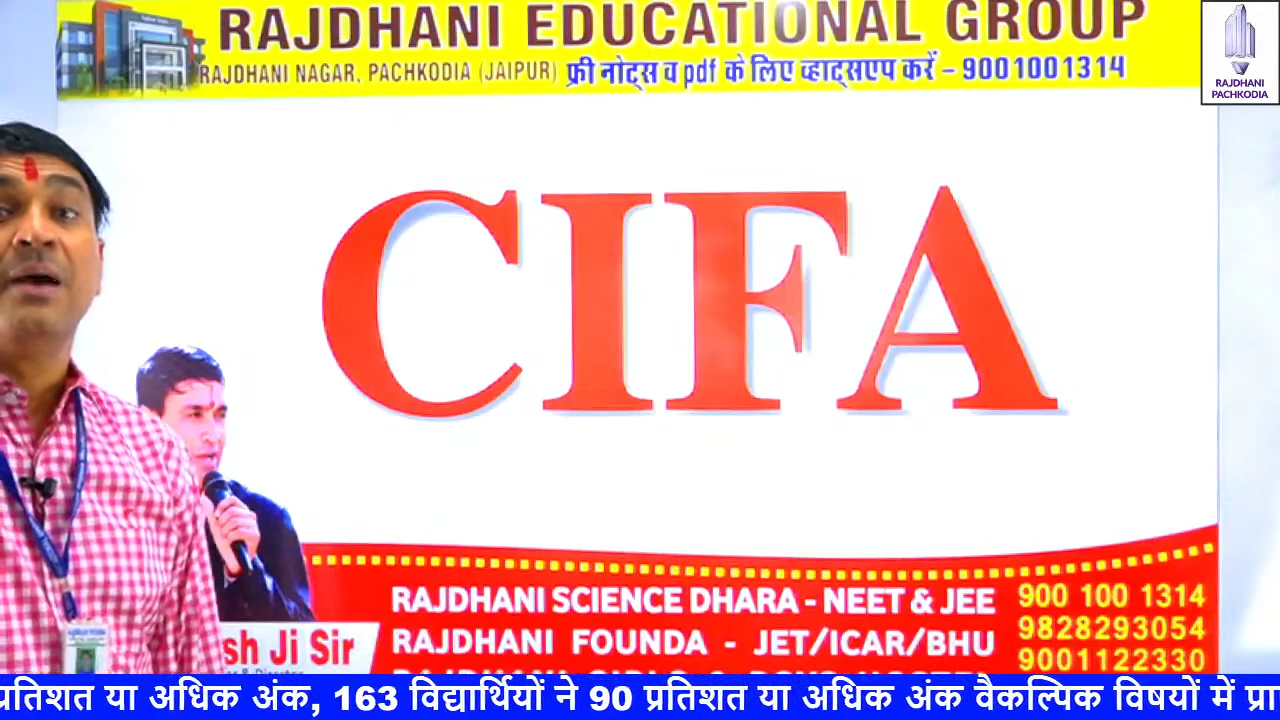 RAJDHANI EDUCATIONAL GROUP
RAJDHANI NAGAR, PACHKODIA (JAIPUR) फ्री नोट्स व pdf के लिए व्हाट्सएप करें – 9001001314
RAJDHANI
PACHKODIA
CIFA
RAJDHANI SCIENCE DHARA - NEET & JEE 900 100 1314
RAJDHANI FOUNDA - JET/ICAR/BHU 9828293054
9001122330
sh Ji Sir
प्रतिशत या अधिक अंक, 163 विद्यार्थियों ने 90 प्रतिशत या अधिक अंक वैकल्पिक विषयों में प्रा